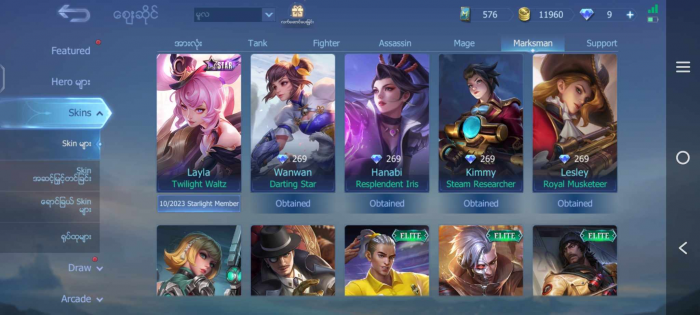 ဈေးဆိုင်
မူလ
576
11960
9
+
Featured
Hero များ
Skins
Skin များ
Skin
အဆင့်မြှင့်တင်ခြင်း
ရောင်ခြယ် Skin
များ
ရုပ်ထုများ
Draw
Arcade
အားလုံး
Tank
Fighter
Assassin
Mage
Marksman
Support
STAR
Layla
Twilight Waltz
10/2023 Starlight Member
269
Wanwan
Darting Star
Obtained
269
Hanabi
Resplendent Iris
Obtained
269
Kimmy
Steam Researcher
Obtained
269
Lesley
Royal Musketeer
Obtained
ELITE
ELITE
ELITE